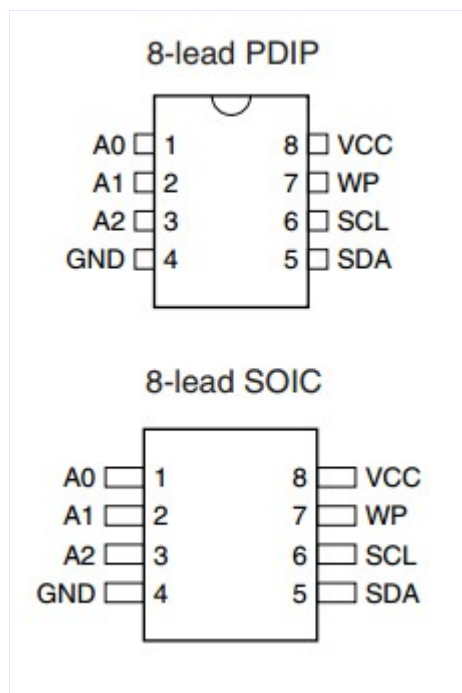 8-lead PDIP
A0 1 8 VCC
A1 2 7 WP
A2 3 6 SCL
GND 4 5 SDA
8-lead SOIC
A0 1 8 VCC
A1 2 7 WP
A2 3 6 SCL
GND 4 5 SDA